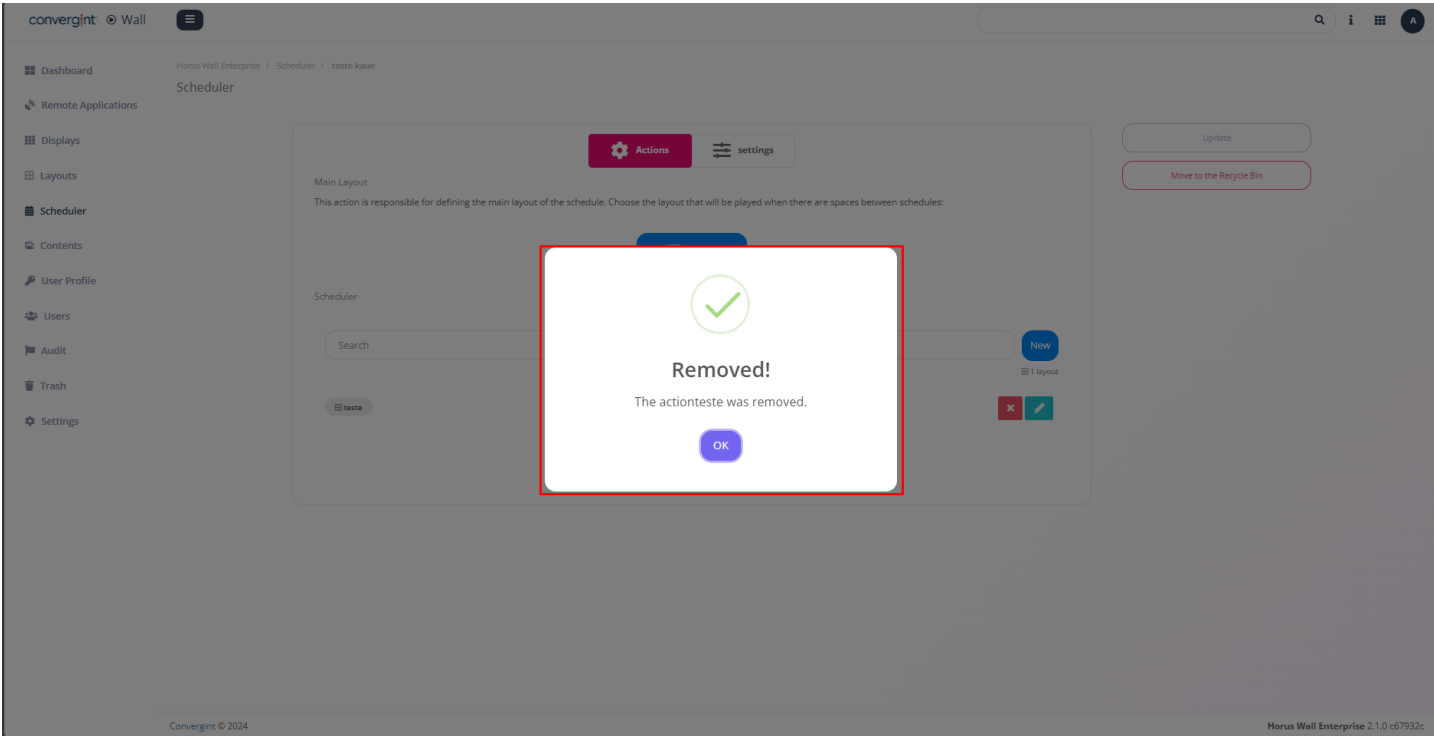 convergint Wall
i
A
Dashboard
Remote Applications
Displays
Layouts
Scheduler
Contents
User Profile
Users
Audit
Trash
Settings
Horus Wall Enterprise / Scheduler / teste kaue
Scheduler
Actions
settings
Update
Move to the Recycle Bin
Main Layout
This action is responsible for defining the main layout of the schedule. Choose the layout that will be played when there are spaces between schedules:
Scheduler
Search
New
1 layout
teste
Removed!
The actionteste was removed.
OK
Convergint © 2024
Horus Wall Enterprise 2.1.0 c67932c